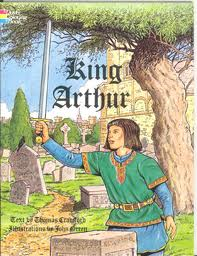 King
Arthur
Text by Thomas Crawford
Illustrations by John Green